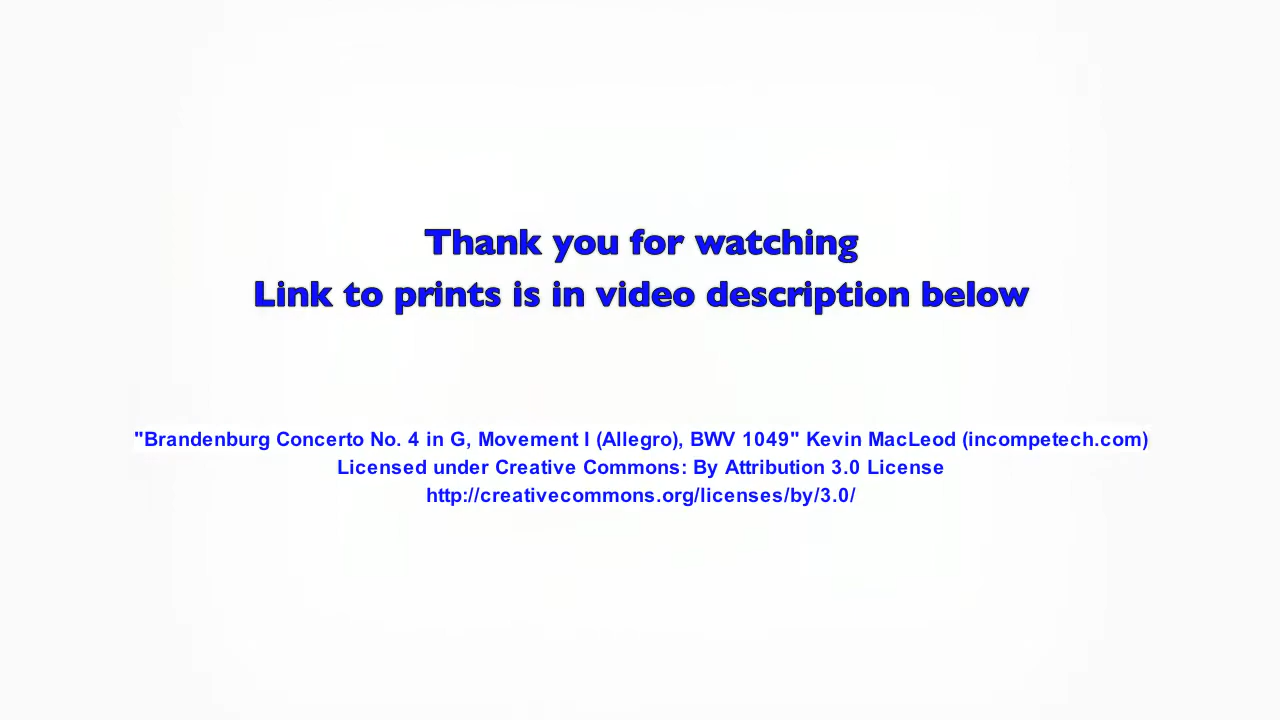 Thank you for watching
Link to prints is in video description below
"Brandenburg Concerto No. 4 in G, Movement I (Allegro), BWV 1049" Kevin MacLeod (incompetech.com)
Licensed under Creative Commons: By Attribution 3.0 License
http://creativecommons.org/licenses/by/3.0/